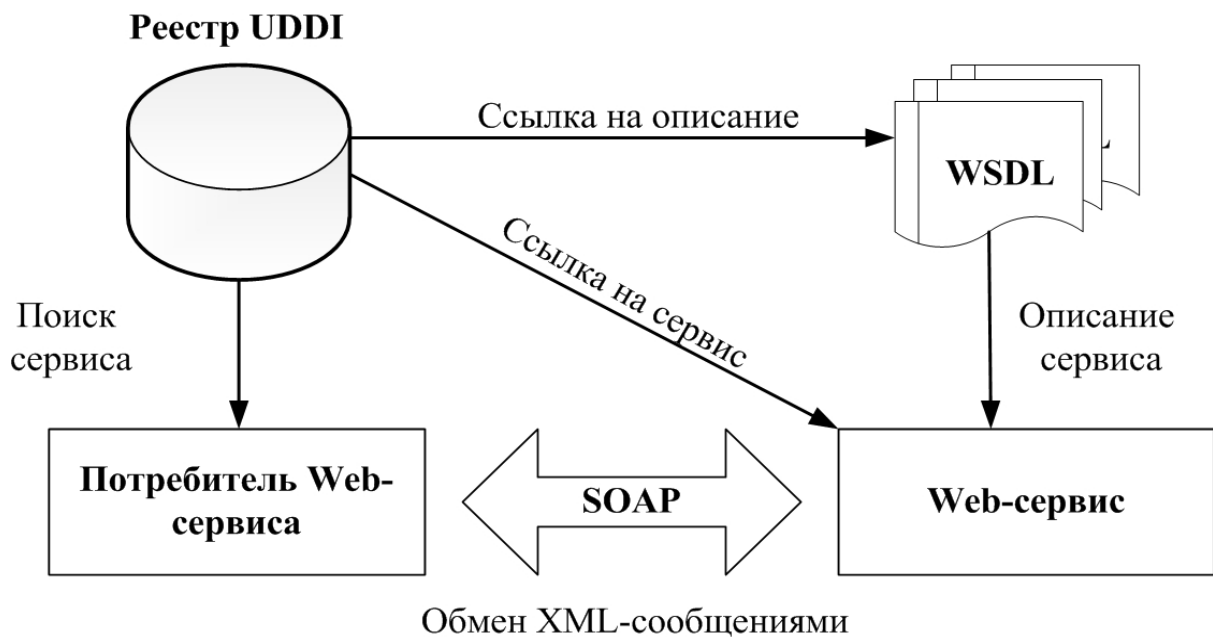 Реестр UDDI
Ссылка на описание
WSDL
Ссылка на сервис
Поиск
сервиса
Описание
сервиса
Потребитель Web-
сервиса
SOAP
Web-сервис
Обмен XML-сообщениями